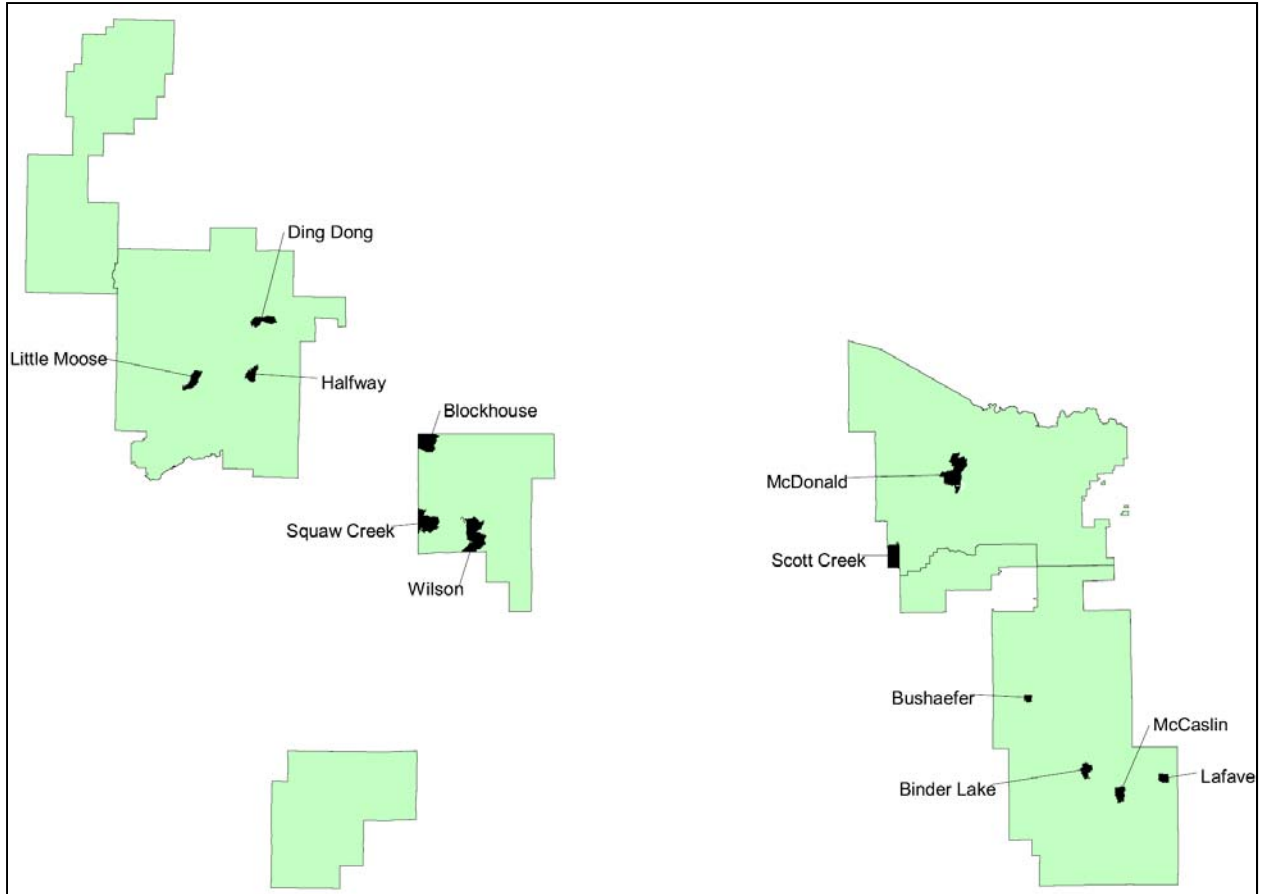 Ding Dong
Little Moose
Halfway
Blockhouse
McDonald
Squaw Creek
Scott Creek
Wilson
Bushaefer
McCaslin
Lafave
Binder Lake